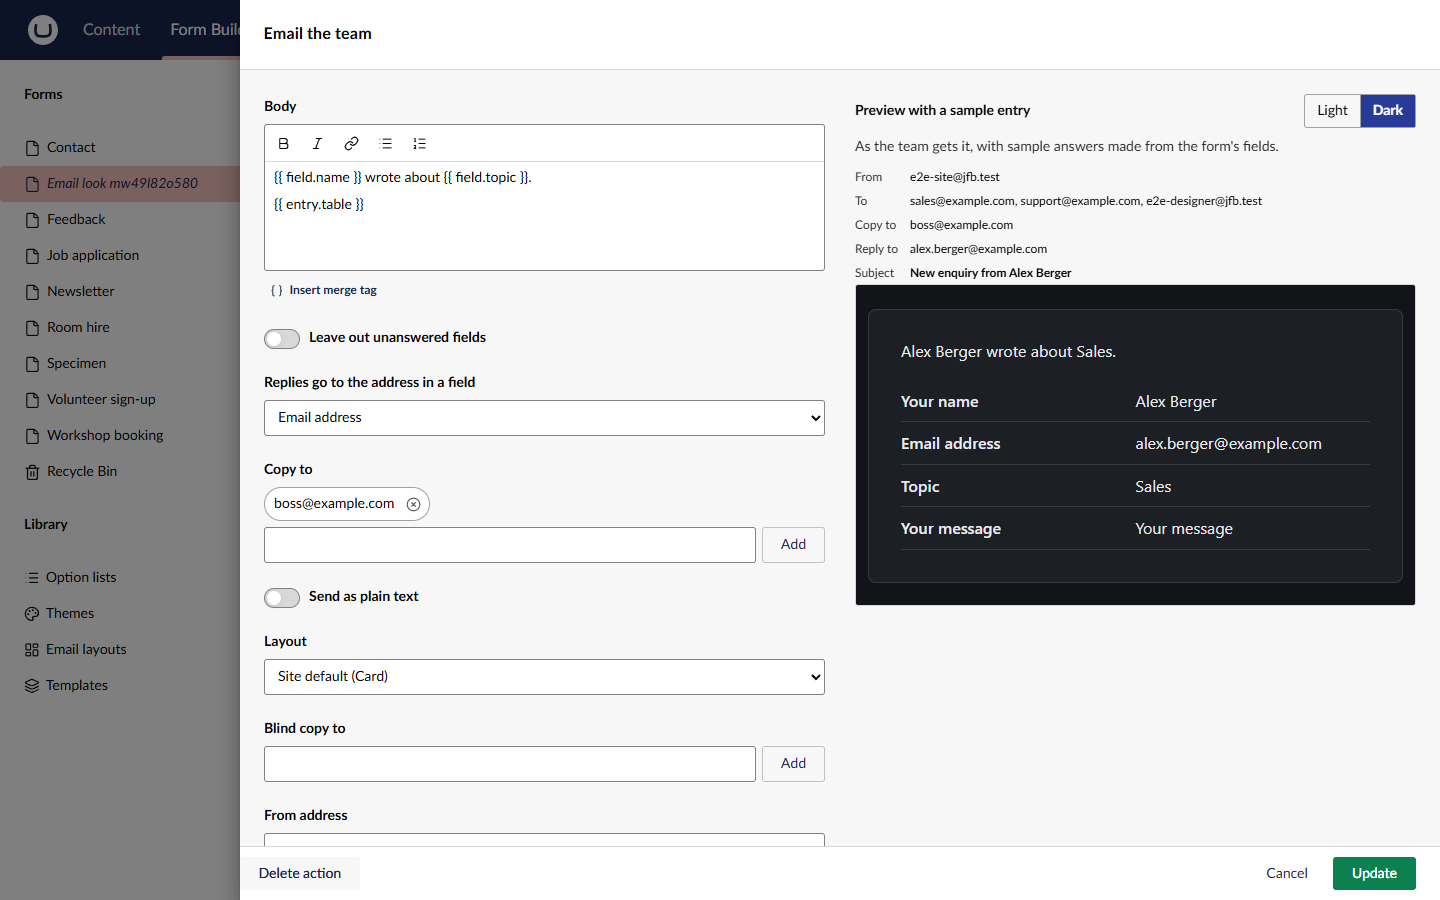 Content
Form Buil
Forms
Contact
Email look mw49l82o580
Feedback
Job application
Newsletter
Room hire
Specimen
Volunteer sign-up
Workshop booking
Recycle Bin
Library
Option lists
Themes
Email layouts
Templates
Email the team
Body
{{ field.name }} wrote about {{ field.topic }}.
{{ entry.table }}
{ } Insert merge tag
Leave out unanswered fields
Replies go to the address in a field
Email address
Copy to
boss@example.com
Add
Send as plain text
Layout
Site default (Card)
Blind copy to
Add
From address
Preview with a sample entry
Light
Dark
As the team gets it, with sample answers made from the form's fields.
From e2e-site@jfb.test
To sales@example.com, support@example.com, e2e-designer@jfb.test
Copy to boss@example.com
Reply to alex.berger@example.com
Subject New enquiry from Alex Berger
Alex Berger wrote about Sales.
Your name Alex Berger
Email address alex.berger@example.com
Topic Sales
Your message Your message
Delete action
Cancel
Update